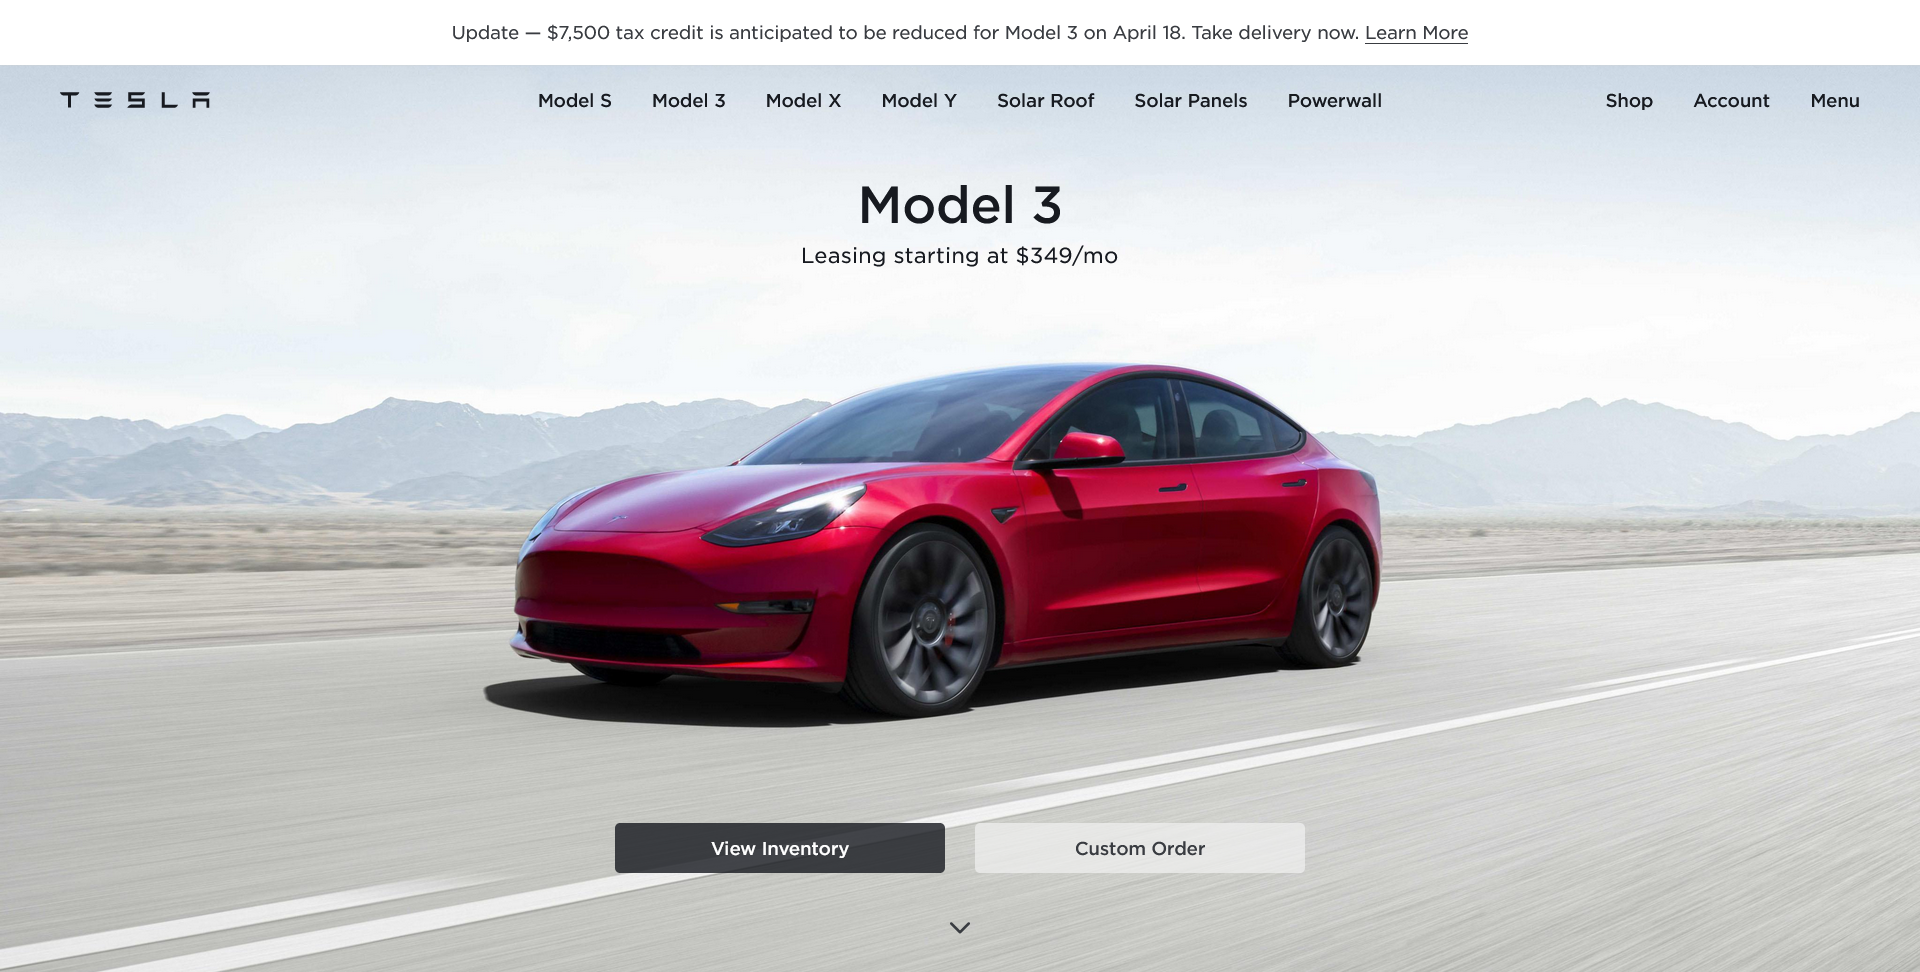 Update — $7,500 tax credit is anticipated to be reduced for Model 3 on April 18. Take delivery now. Learn More
TESLA Model S Model 3 Model X Model Y Solar Roof Solar Panels Powerwall Shop Account Menu
Model 3
Leasing starting at $349/mo
View Inventory Custom Order